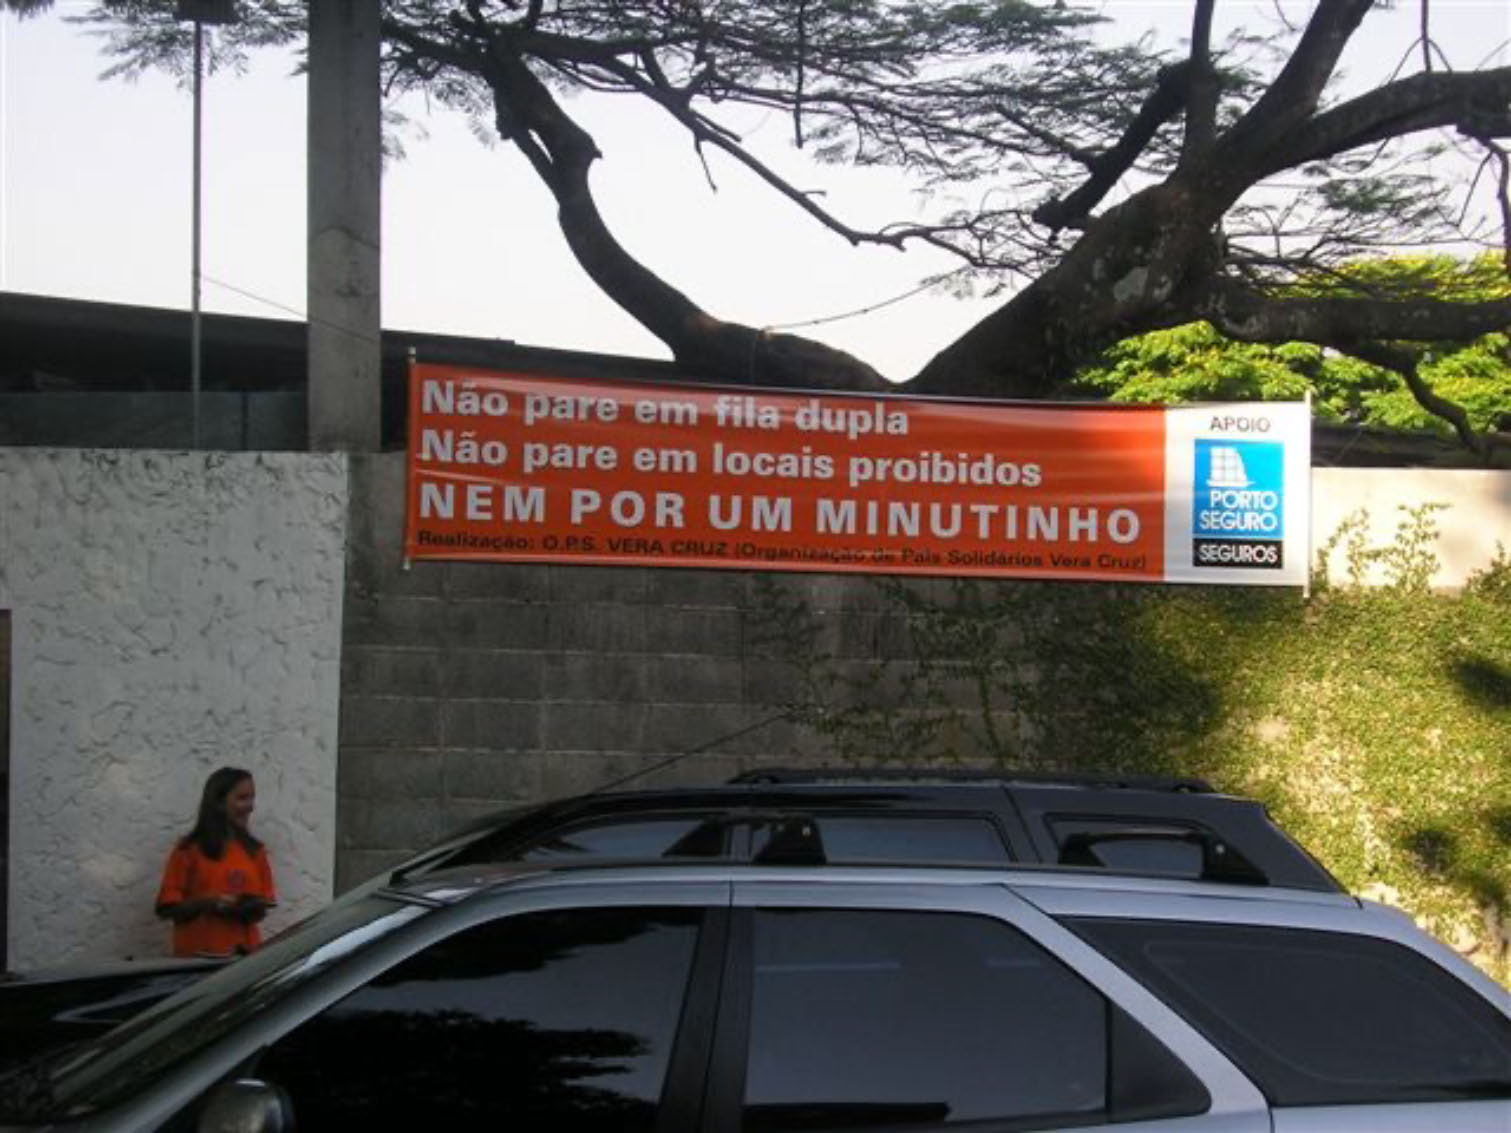 Não pare em fila dupla
Não pare em locais proibidos
NEM POR UM MINUTINHO
Realização: O.P.S. VERA CRUZ (Organização de Pais Solidários Vera Cruz)
APOIO
PORTO
SEGURO
SEGUROS